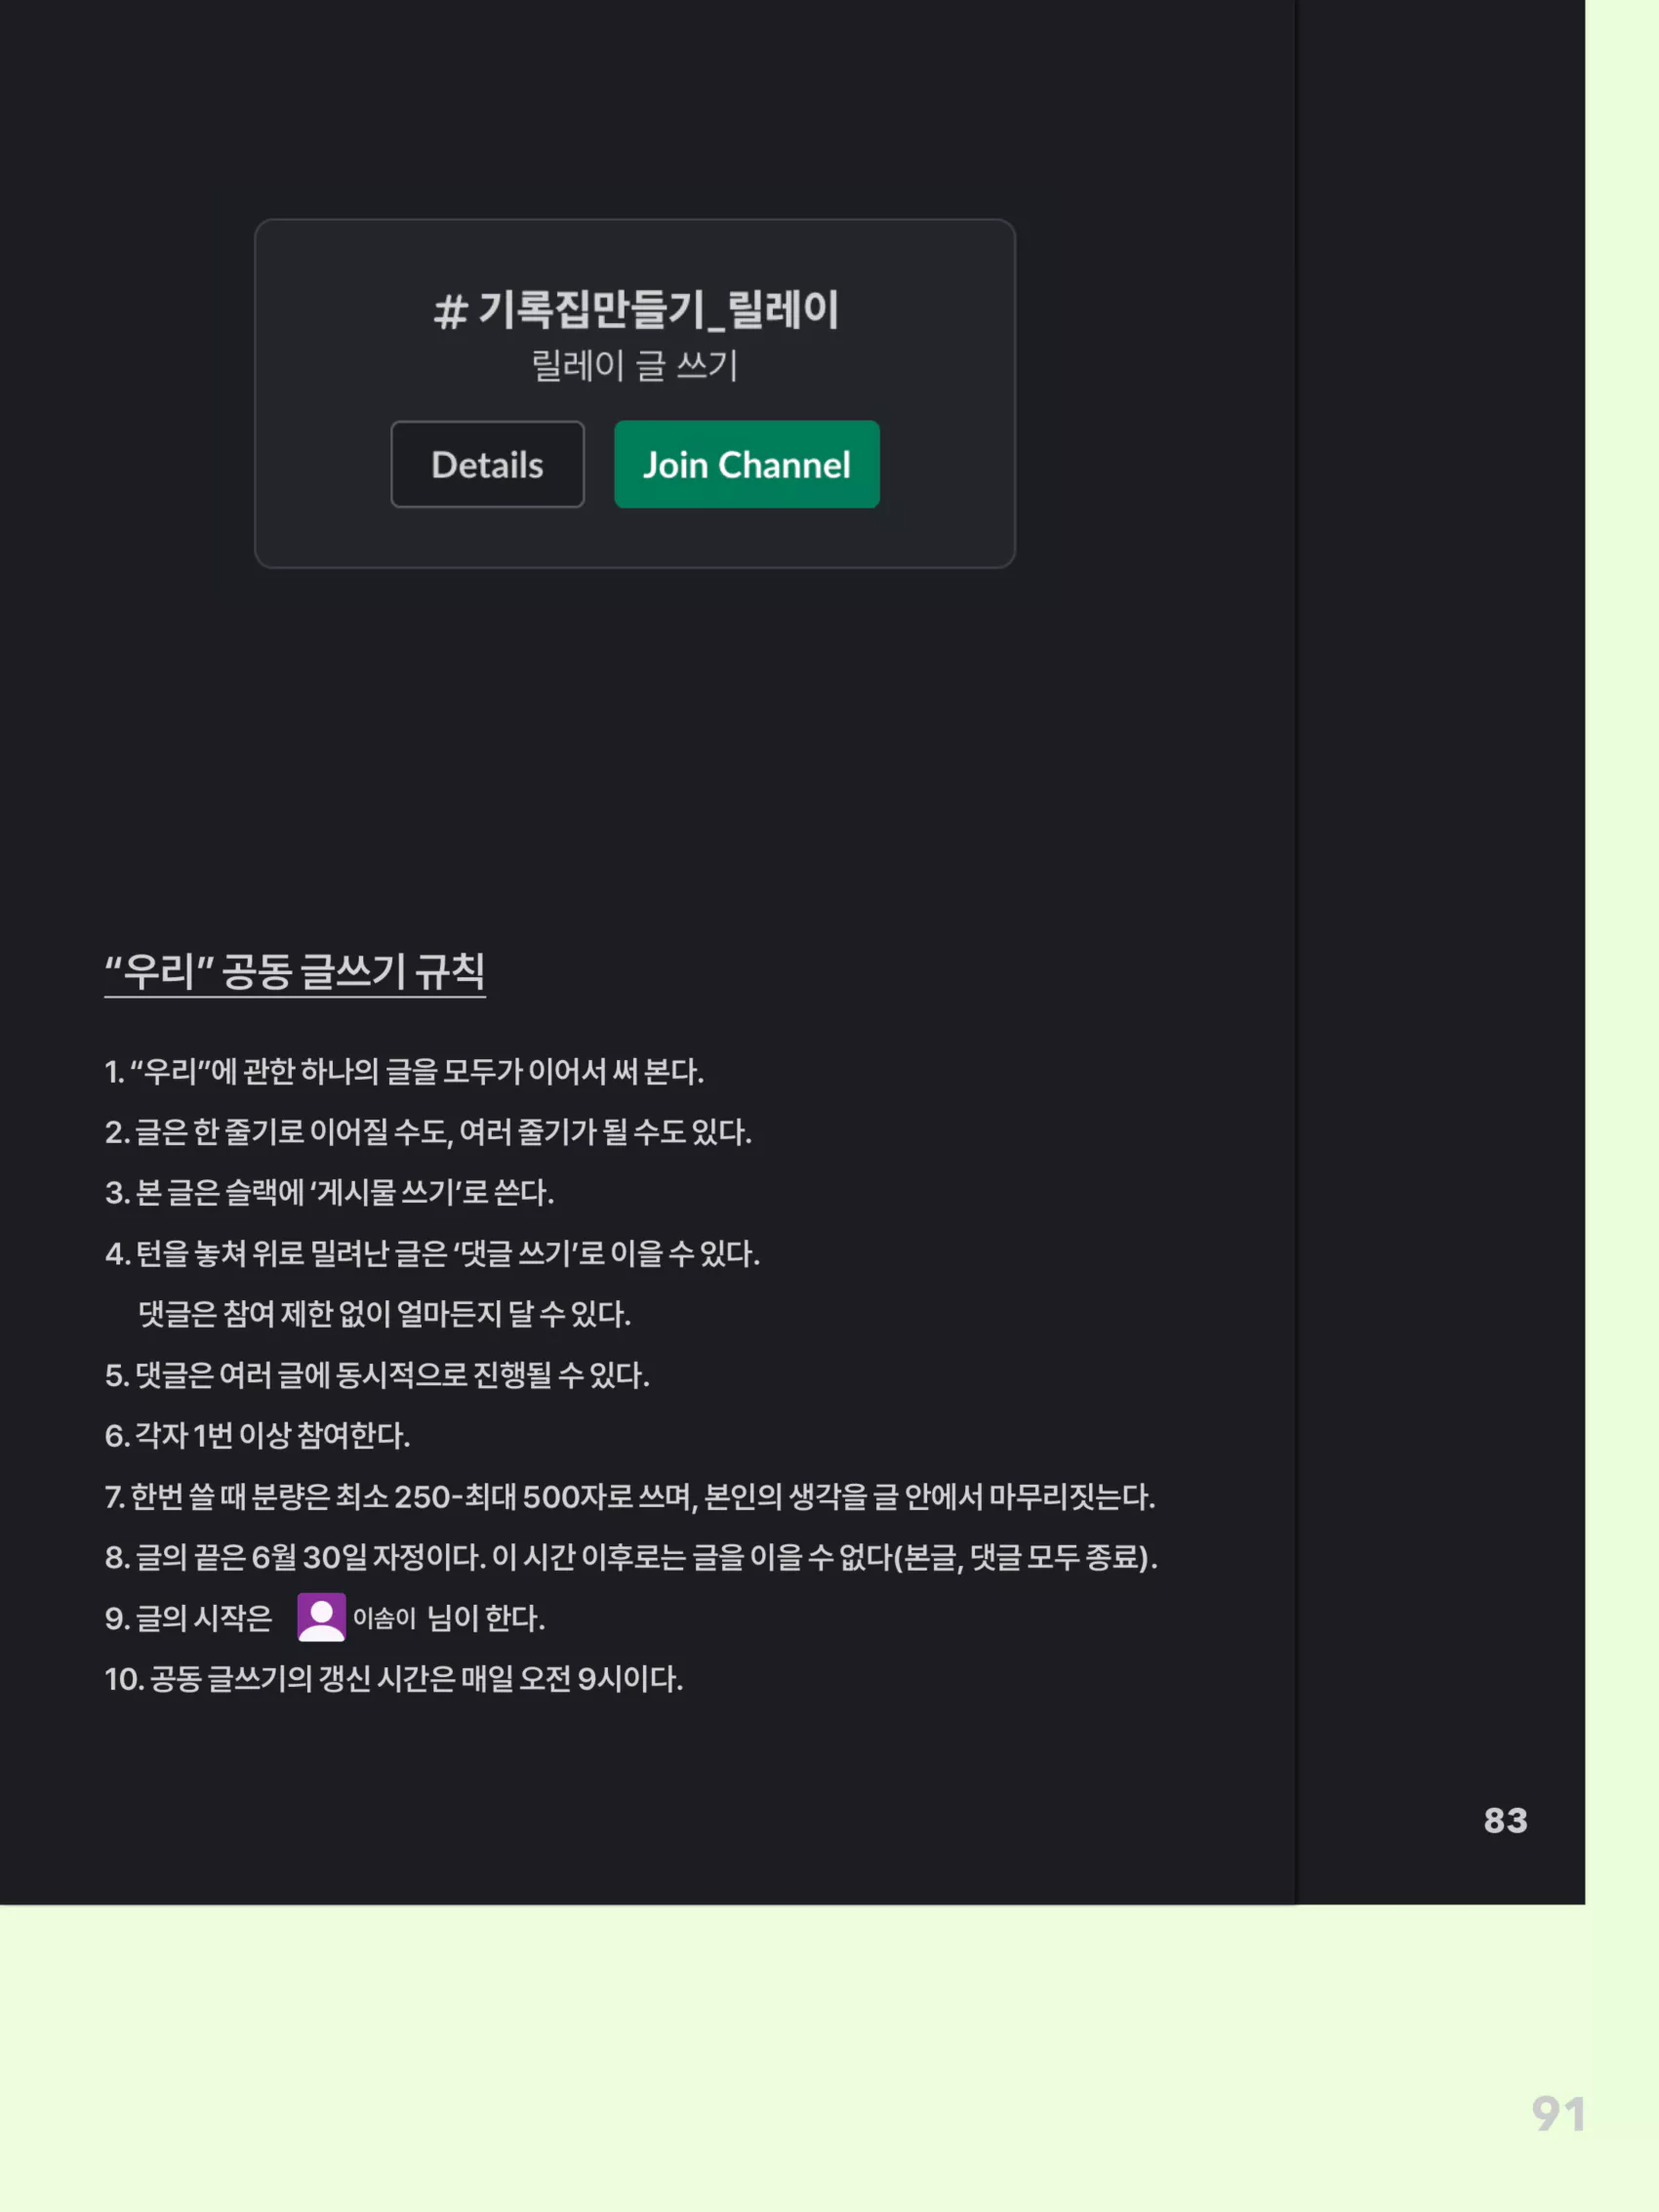 # 기록집만들기_릴레이
릴레이 글 쓰기
Details
Join Channel
“우리” 공동 글쓰기 규칙
1. “우리”에 관한 하나의 글을 모두가 이어서 써 본다.
2. 글은 한 줄기로 이어질 수도, 여러 줄기가 될 수도 있다.
3. 본 글은 슬랙에 ‘게시물 쓰기’로 쓴다.
4. 턴을 놓쳐 위로 밀려난 글은 ‘댓글 쓰기’로 이을 수 있다.
댓글은 참여 제한 없이 얼마든지 달 수 있다.
5. 댓글은 여러 글에 동시적으로 진행될 수 있다.
6. 각자 1번 이상 참여한다.
7. 한번 쓸 때 분량은 최소 250-최대 500자로 쓰며, 본인의 생각을 글 안에서 마무리짓는다.
8. 글의 끝은 6월 30일 자정이다. 이 시간 이후로는 글을 이을 수 없다(본글, 댓글 모두 종료).
9. 글의 시작은 이솜이 님이 한다.
10. 공동 글쓰기의 갱신 시간은 매일 오전 9시이다.
83
91